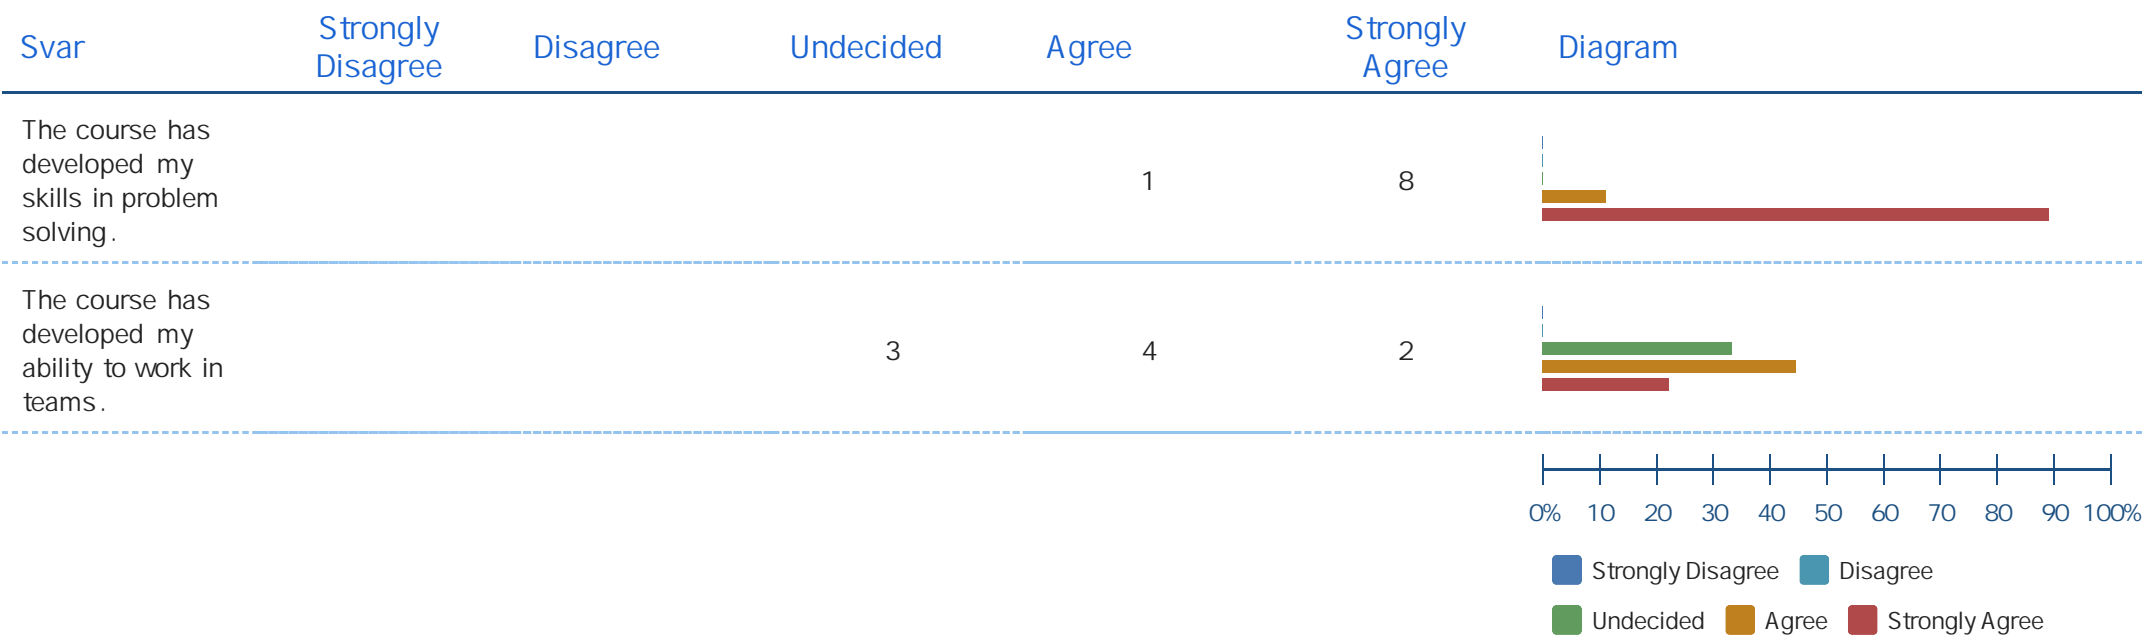 Svar Strongly Disagree Disagree Undecided Agree Strongly Agree Diagram
The course has
developed my
skills in problem
solving.
1 8
The course has
developed my
ability to work in
teams.
3 4 2
0% 10 20 30 40 50 60 70 80 90 100%
Strongly Disagree Disagree
Undecided Agree Strongly Agree